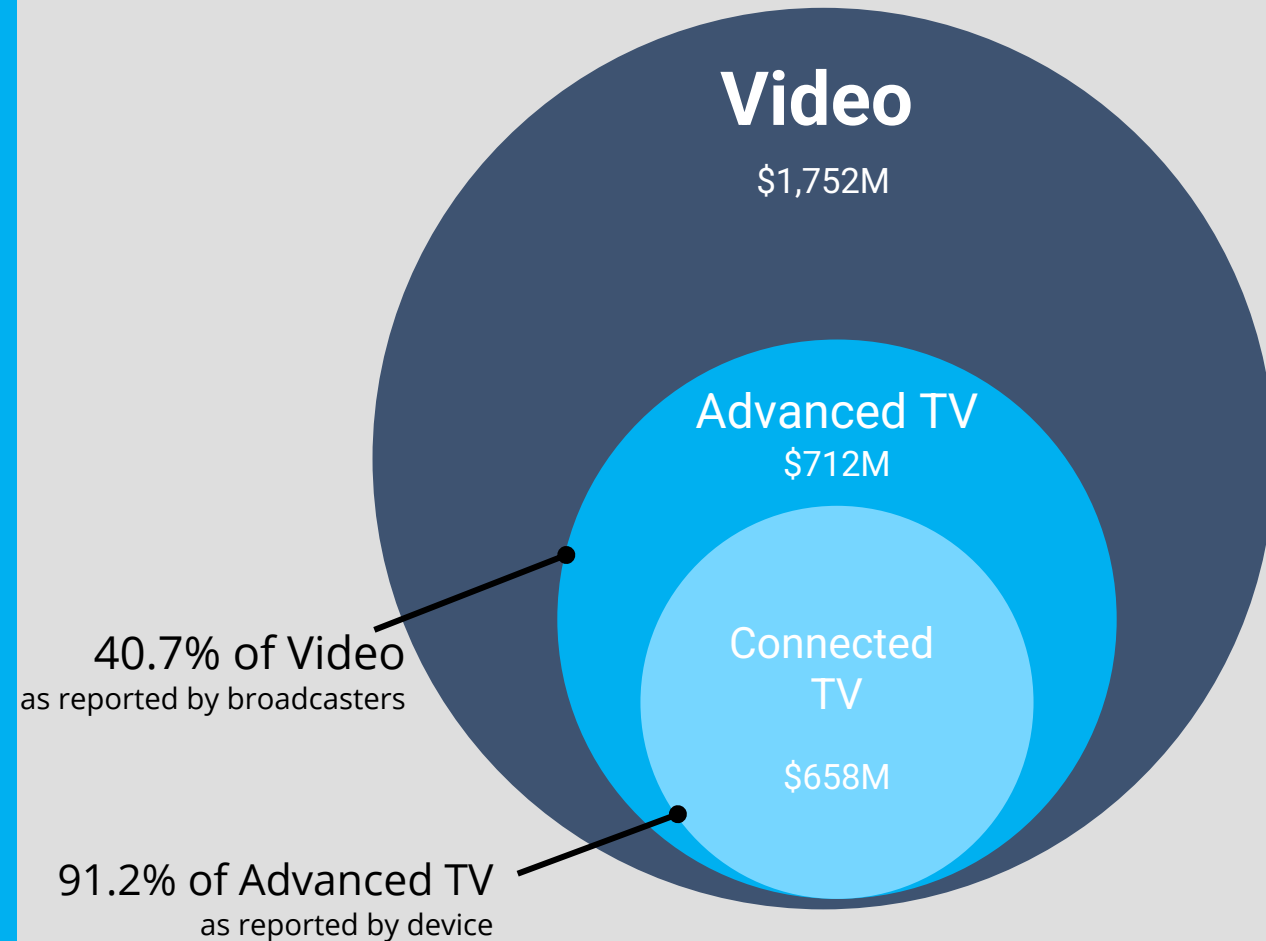 Video
$1,752M
Advanced TV
$712M
Connected
TV
$658M
40.7% of Video
as reported by broadcasters
91.2% of Advanced TV
as reported by device